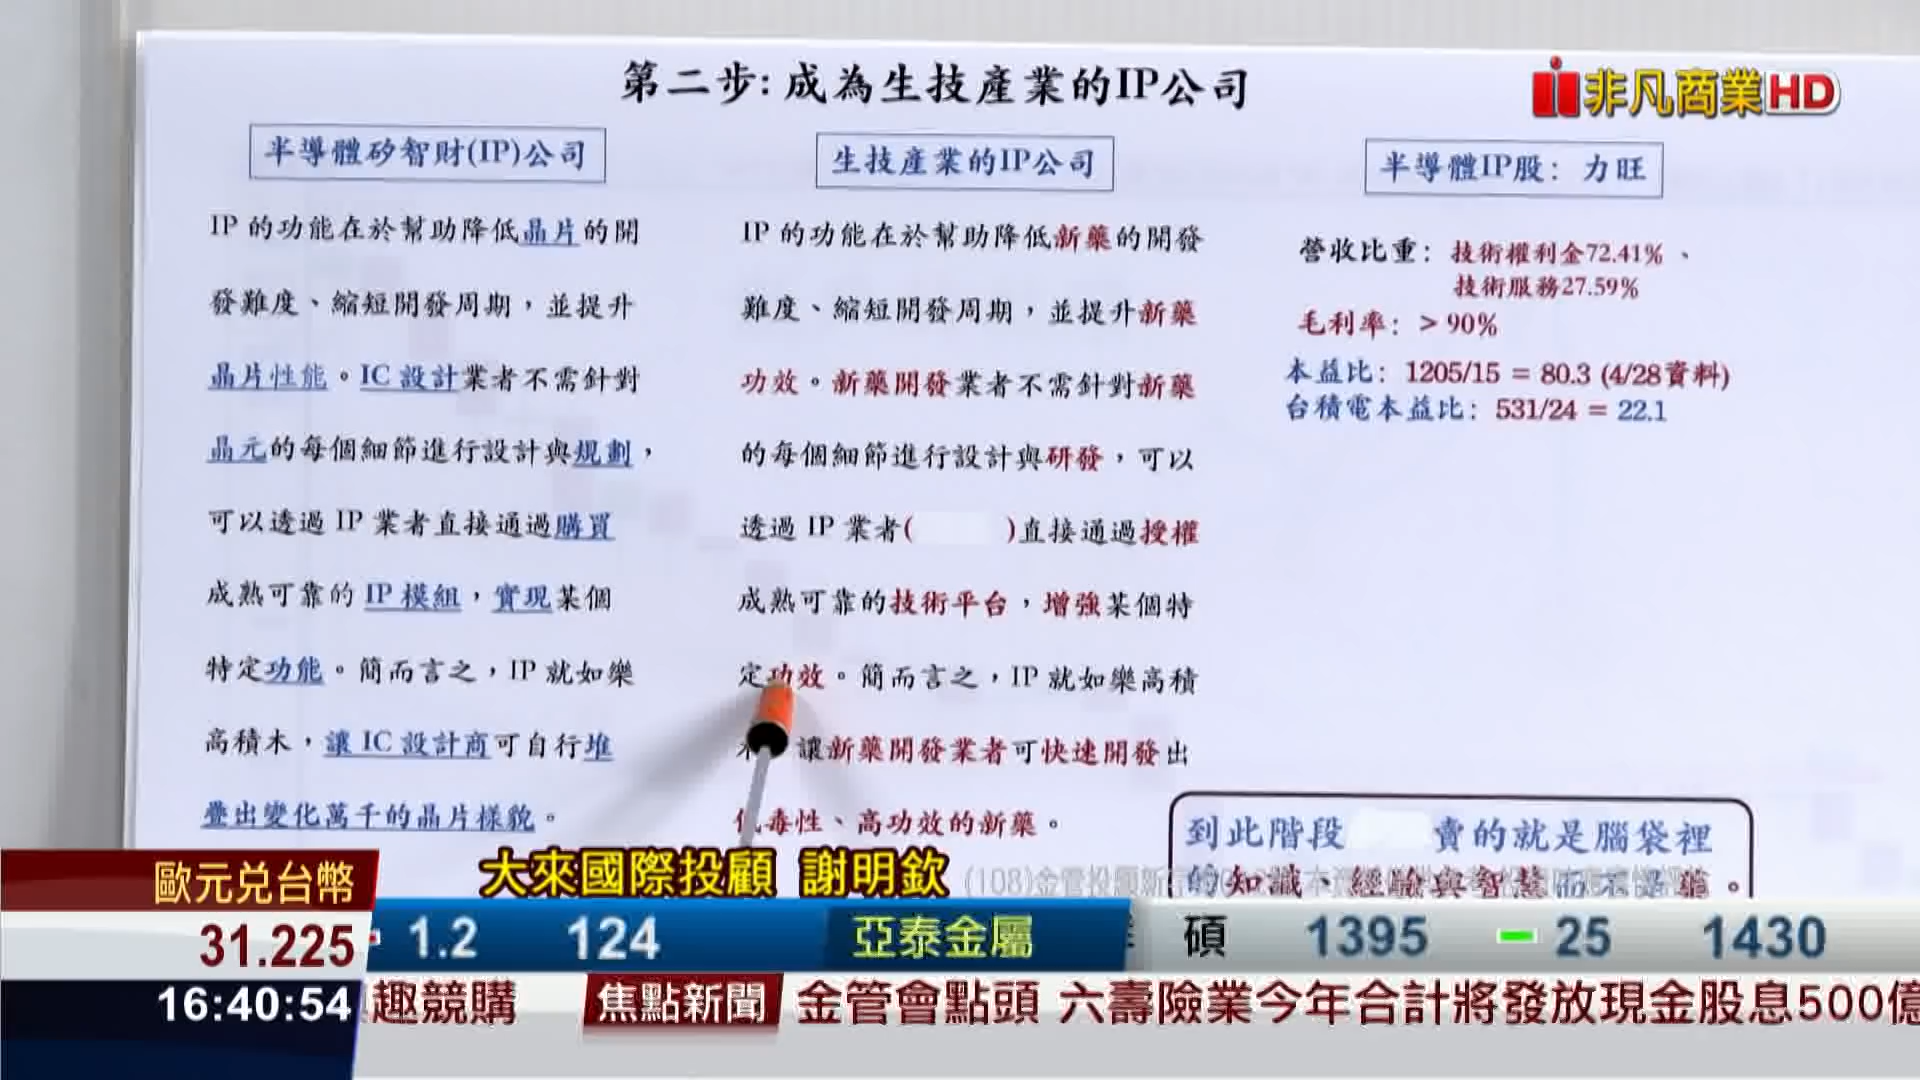 第二步:成為生技產業的IP公司
非凡商業HD
半導體矽智財(IP)公司
IP 的功能在於幫助降低晶片的開
發難度、縮短開發周期，並提升
晶片性能。IC 設計業者不需針對
晶元的每個細節進行設計與規劃，
可以透過 IP 業者直接通過購買
成熟可靠的 IP 模組，實現某個
特定功能。簡而言之，IP 就如樂
高積木，讓 IC 設計商可自行堆
疊出變化萬千的晶片樣貌。
生技產業的IP公司
IP 的功能在於幫助降低新藥的開發
難度、縮短開發周期，並提升新藥
功效。新藥開發業者不需針對新藥
的每個細節進行設計與研發，可以
透過 IP 業者( )直接通過授權
成熟可靠的技術平台，增強某個特
定功效。簡而言之，IP 就如樂高積
讓新藥開發業者可快速開發出
低毒性、高功效的新藥。
半導體IP股：力旺
營收比重：技術權利金72.41%、
技術服務27.59%
毛利率：> 90%
本益比：1205/15 = 80.3 (4/28資料)
台積電本益比：531/24 = 22.1
到此階段 賣的就是腦袋裡
的知識、經驗與智慧而不是藥。
大來國際投顧 謝明欽
(108)金管投顧新
歐元兑台幣
31.225
1.2 124 亞泰金屬 碩 1395 25 1430
16:40:54
趣競購 焦點新聞 金管會點頭 六壽險業今年合計將發放現金股息500億